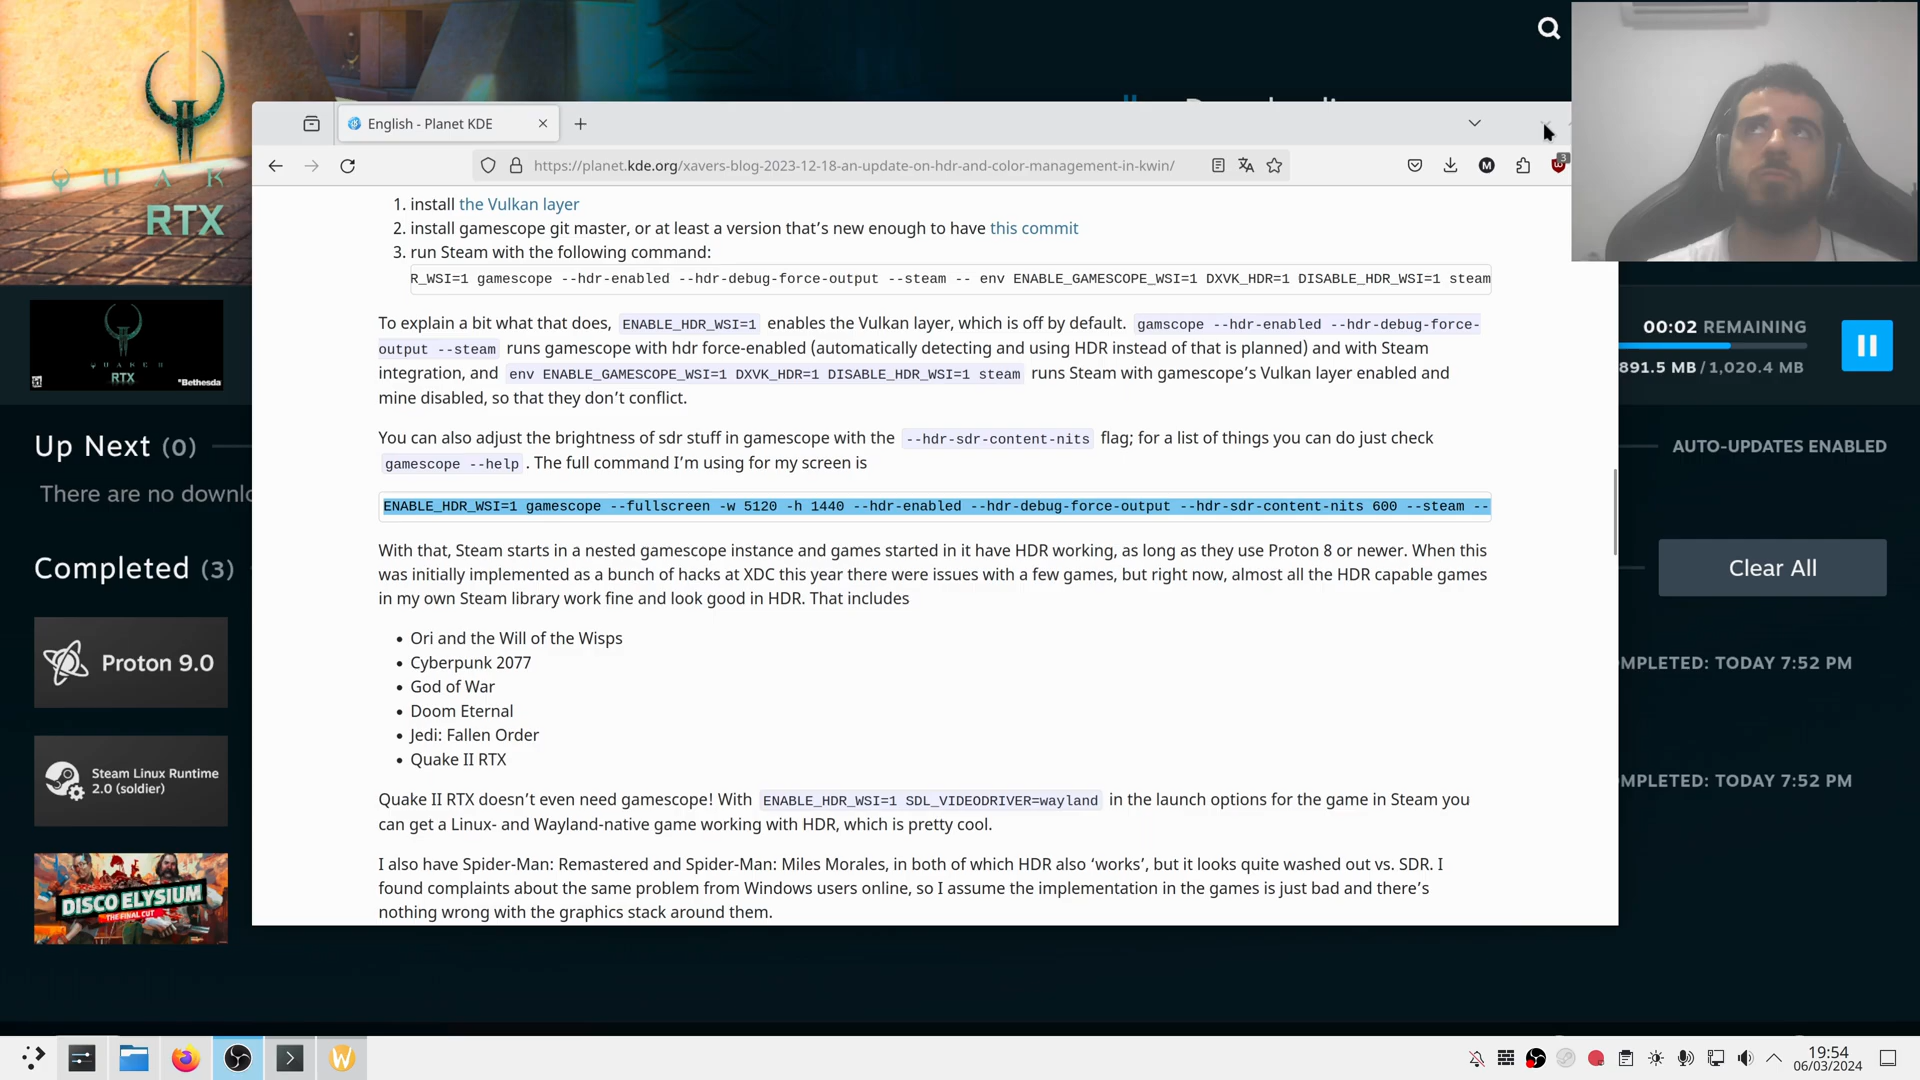 RTX
English - Planet KDE
https://planet.kde.org/xavers-blog-2023-12-18-an-update-on-hdr-and-color-management-in-kwin/
M
3
1. install the Vulkan layer
2. install gamescope git master, or at least a version that's new enough to have this commit
3. run Steam with the following command:
R_WSI=1 gamescope --hdr-enabled --hdr-debug-force-output --steam -- env ENABLE_GAMESCOPE_WSI=1 DXVK_HDR=1 DISABLE_HDR_WSI=1 steam
To explain a bit what that does, ENABLE_HDR_WSI=1 enables the Vulkan layer, which is off by default. gamscope --hdr-enabled --hdr-debug-force-
output --steam runs gamescope with hdr force-enabled (automatically detecting and using HDR instead of that is planned) and with Steam
integration, and env ENABLE_GAMESCOPE_WSI=1 DXVK_HDR=1 DISABLE_HDR_WSI=1 steam runs Steam with gamescope's Vulkan layer enabled and
mine disabled, so that they don't conflict.
You can also adjust the brightness of sdr stuff in gamescope with the --hdr-sdr-content-nits flag; for a list of things you can do just check
gamescope --help . The full command I'm using for my screen is
ENABLE_HDR_WSI=1 gamescope --fullscreen -w 5120 -h 1440 --hdr-enabled --hdr-debug-force-output --hdr-sdr-content-nits 600 --steam --
With that, Steam starts in a nested gamescope instance and games started in it have HDR working, as long as they use Proton 8 or newer. When this
was initially implemented as a bunch of hacks at XDC this year there were issues with a few games, but right now, almost all the HDR capable games
in my own Steam library work fine and look good in HDR. That includes
• Ori and the Will of the Wisps
• Cyberpunk 2077
• God of War
• Doom Eternal
• Jedi: Fallen Order
• Quake II RTX
Quake II RTX doesn't even need gamescope! With ENABLE_HDR_WSI=1 SDL_VIDEODRIVER=wayland in the launch options for the game in Steam you
can get a Linux- and Wayland-native game working with HDR, which is pretty cool.
I also have Spider-Man: Remastered and Spider-Man: Miles Morales, in both of which HDR also 'works', but it looks quite washed out vs. SDR. I
found complaints about the same problem from Windows users online, so I assume the implementation in the games is just bad and there's
nothing wrong with the graphics stack around them.
RTX
Bethesda
00:02 REMAINING
891.5 MB / 1,020.4 MB
Up Next (0)
AUTO-UPDATES ENABLED
There are no downlo
Completed (3)
Clear All
Proton 9.0
MPLETED: TODAY 7:52 PM
Steam Linux Runtime
2.0 (soldier)
MPLETED: TODAY 7:52 PM
DISCO ELYSIUM
THE FINAL CUT
W
19:54
06/03/2024